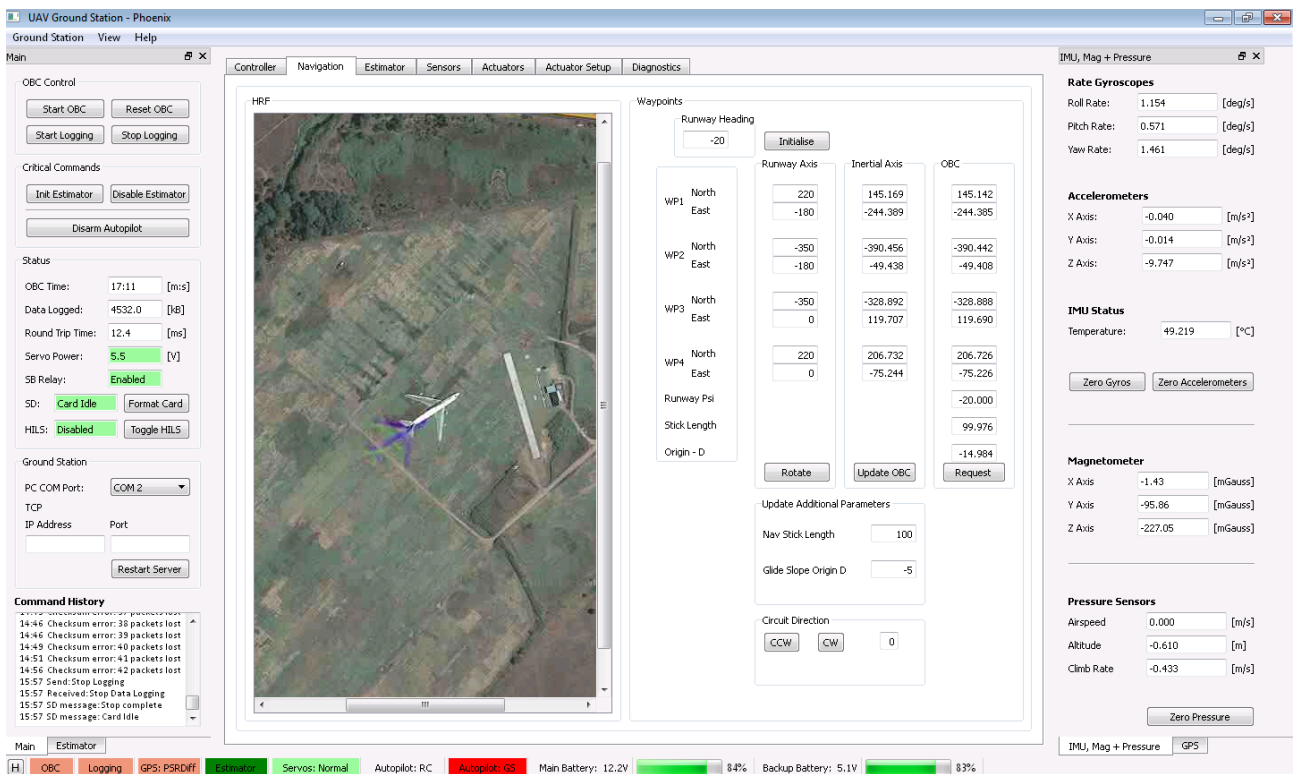 UAV Ground Station - Phoenix
Ground Station View Help
Main
OBC Control
Start OBC Reset OBC
Start Logging Stop Logging
Critical Commands
Init Estimator Disable Estimator
Disarm Autopilot
Status
OBC Time: 17:11 [m:s]
Data Logged: 4532.0 [kB]
Round Trip Time: 12.4 [ms]
Servo Power: 5.5 [V]
SB Relay: Enabled
SD: Card Idle Format Card
HILS: Disabled Toggle HILS
Ground Station
PC COM Port: COM 2
TCP
IP Address Port
Restart Server
Command History
14:46 Checksum error: 38 packets lost
14:46 Checksum error: 39 packets lost
14:49 Checksum error: 40 packets lost
14:51 Checksum error: 41 packets lost
14:56 Checksum error: 42 packets lost
15:57 Send: Stop Logging
15:57 Received: Stop Data Logging
15:57 SD message: Stop complete
15:57 SD message: Card Idle
Main Estimator
Controller Navigation Estimator Sensors Actuators Actuator Setup Diagnostics
HRF
Waypoints
Runway Heading
-20 Initialise
Runway Axis Inertial Axis OBC
WP1 North 220 145.169 145.142
East -180 -244.389 -244.385
WP2 North -350 -390.456 -390.442
East -180 -49.438 -49.408
WP3 North -350 -328.892 -328.888
East 0 119.707 119.690
WP4 North 220 206.732 206.726
East 0 -75.244 -75.226
Runway Psi -20.000
Stick Length 99.976
Origin - D -14.984
Rotate Update OBC Request
Update Additional Parameters
Nav Stick Length 100
Glide Slope Origin D -5
Circuit Direction
CCW CW 0
IMU, Mag + Pressure
Rate Gyroscopes
Roll Rate: 1.154 [deg/s]
Pitch Rate: 0.571 [deg/s]
Yaw Rate: 1.461 [deg/s]
Accelerometers
X Axis: -0.040 [m/s²]
Y Axis: -0.014 [m/s²]
Z Axis: -9.747 [m/s²]
IMU Status
Temperature: 49.219 [°C]
Zero Gyros Zero Accelerometers
Magnetometer
X Axis -1.43 [mGauss]
Y Axis -95.86 [mGauss]
Z Axis -227.05 [mGauss]
Pressure Sensors
Airspeed 0.000 [m/s]
Altitude -0.610 [m]
Climb Rate -0.433 [m/s]
Zero Pressure
IMU, Mag + Pressure GPS
H OBC Logging GPS: PSRDiff Estimator Servos: Normal Autopilot: RC Autopilot: GS Main Battery: 12.2V 84% Backup Battery: 5.1V 83%